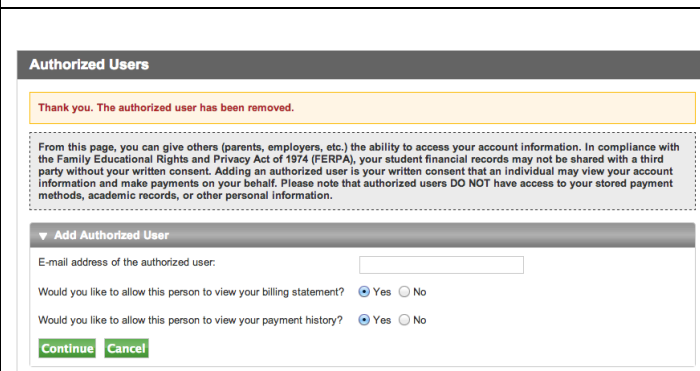 Authorized Users
Thank you. The authorized user has been removed.
From this page, you can give others (parents, employers, etc.) the ability to access your account information. In compliance with
the Family Educational Rights and Privacy Act of 1974 (FERPA), your student financial records may not be shared with a third
party without your written consent. Adding an authorized user is your written consent that an individual may view your account
information and make payments on your behalf. Please note that authorized users DO NOT have access to your stored payment
methods, academic records, or other personal information.
Add Authorized User
E-mail address of the authorized user:
Would you like to allow this person to view your billing statement? Yes No
Would you like to allow this person to view your payment history? Yes No
Continue Cancel